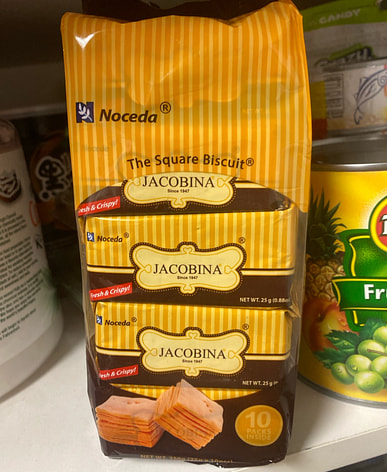 Noceda®
The Square Biscuit®
JACOBINA
Since 1947
Fresh & Crispy!
Noceda®
JACOBINA
Since 1947
Fresh & Crispy!
NET WT. 25 g (0.88
Noceda®
JACOBINA
Since 1947
Fresh & Crispy!
NET WT. 25 g
10
PACKS
INSIDE
CANDY
Fr